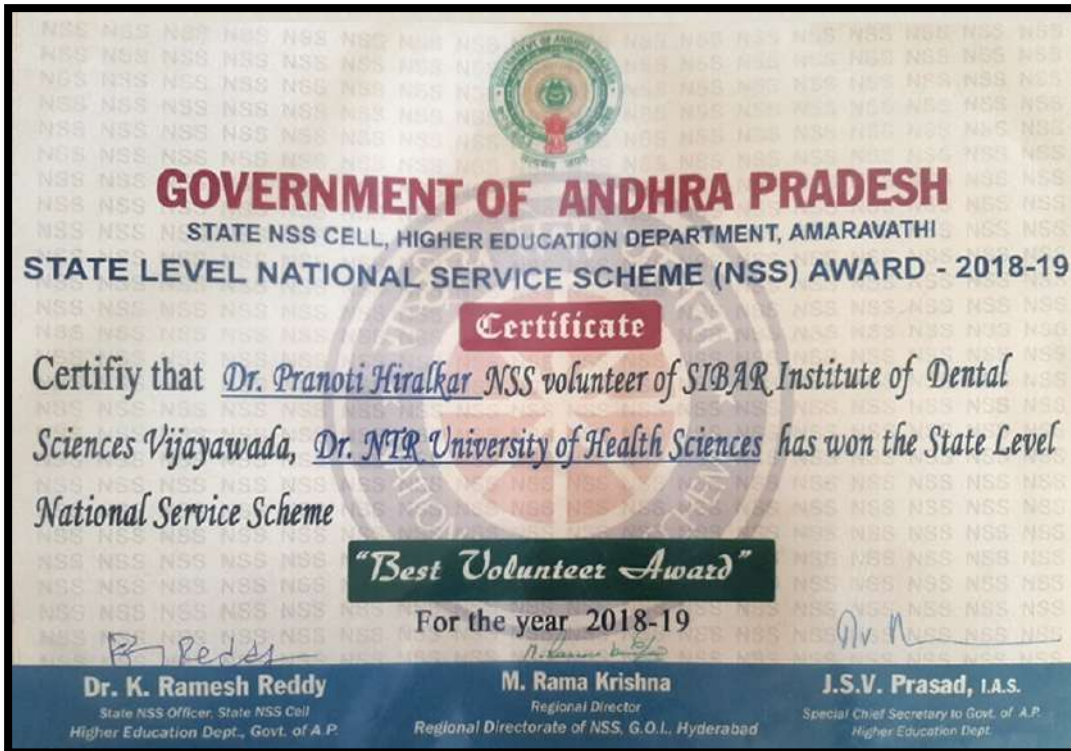 GOVERNMENT OF ANDHRA PRADESH
GOVERNMENT OF ANDHRA PRADESH
STATE NSS CELL, HIGHER EDUCATION DEPARTMENT, AMARAVATHI
STATE LEVEL NATIONAL SERVICE SCHEME (NSS) AWARD - 2018-19
Certificate
Certifiy that Dr. Pranoti Hiralkar NSS volunteer of SIBAR Institute of Dental
Sciences Vijayawada, Dr. NTR University of Health Sciences has won the State Level
National Service Scheme
"Best Volunteer Award"
For the year 2018-19
Dr. K. Ramesh Reddy
State NSS Officer, State NSS Cell
Higher Education Dept., Govt. of A.P.
M. Rama Krishna
Regional Director
Regional Directorate of NSS, G.O.I., Hyderabad
J.S.V. Prasad, I.A.S.
Special Chief Secretary to Govt. of A.P.
Higher Education Dept.